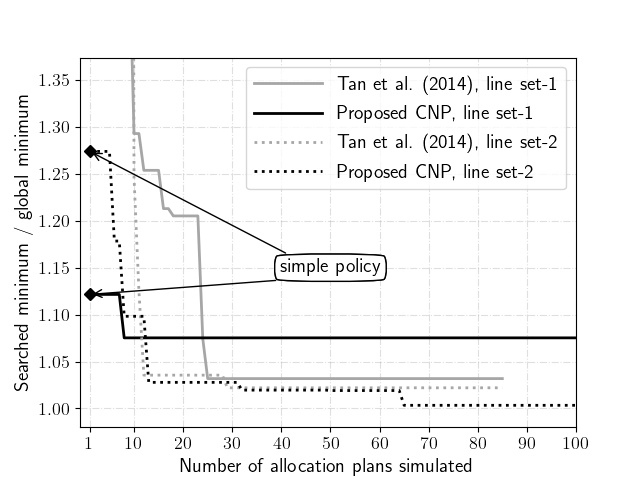 Searched minimum / global minimum
1.35
1.30
1.25
1.20
1.15
1.10
1.05
1.00
Tan et al. (2014), line set-1
Proposed CNP, line set-1
Tan et al. (2014), line set-2
Proposed CNP, line set-2
simple policy
1 10 20 30 40 50 60 70 80 90 100
Number of allocation plans simulated